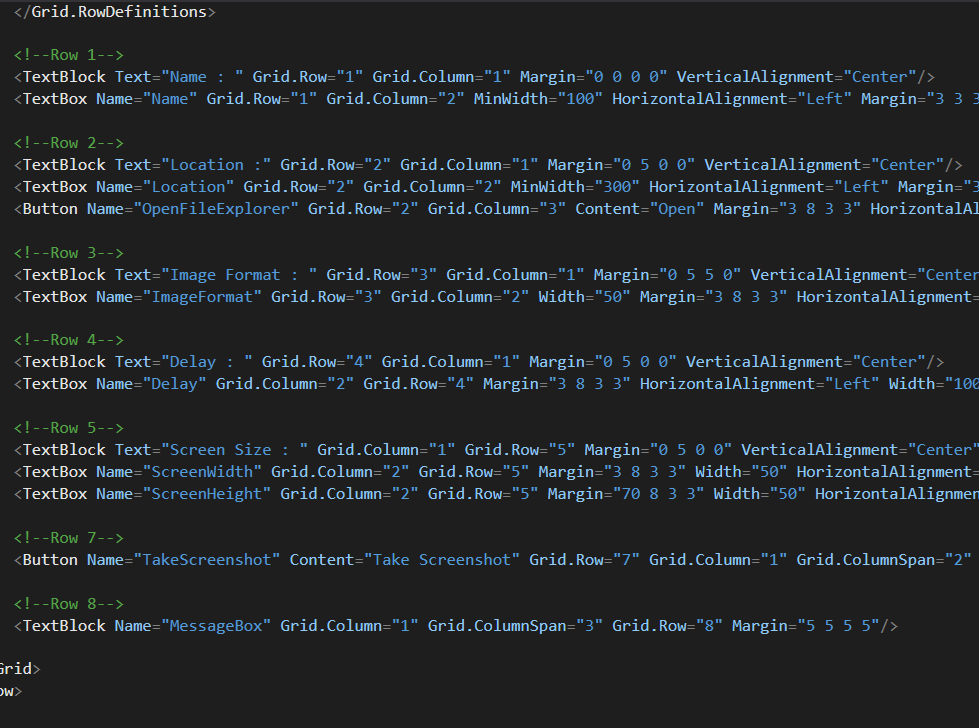 </Grid.RowDefinitions>
<!--Row 1-->
<TextBlock Text="Name : " Grid.Row="1" Grid.Column="1" Margin="0 0 0 0" VerticalAlignment="Center"/>
<TextBox Name="Name" Grid.Row="1" Grid.Column="2" MinWidth="100" HorizontalAlignment="Left" Margin="3 3 3
<!--Row 2-->
<TextBlock Text="Location :" Grid.Row="2" Grid.Column="1" Margin="0 5 0 0" VerticalAlignment="Center"/>
<TextBox Name="Location" Grid.Row="2" Grid.Column="2" MinWidth="300" HorizontalAlignment="Left" Margin="3
<Button Name="OpenFileExplorer" Grid.Row="2" Grid.Column="3" Content="Open" Margin="3 8 3 3" HorizontalAl
<!--Row 3-->
<TextBlock Text="Image Format : " Grid.Row="3" Grid.Column="1" Margin="0 5 5 0" VerticalAlignment="Center
<TextBox Name="ImageFormat" Grid.Row="3" Grid.Column="2" Width="50" Margin="3 8 3 3" HorizontalAlignment=
<!--Row 4-->
<TextBlock Text="Delay : " Grid.Row="4" Grid.Column="1" Margin="0 5 0 0" VerticalAlignment="Center"/>
<TextBox Name="Delay" Grid.Column="2" Grid.Row="4" Margin="3 8 3 3" HorizontalAlignment="Left" Width="100
<!--Row 5-->
<TextBlock Text="Screen Size : " Grid.Column="1" Grid.Row="5" Margin="0 5 0 0" VerticalAlignment="Center"
<TextBox Name="ScreenWidth" Grid.Column="2" Grid.Row="5" Margin="3 8 3 3" Width="50" HorizontalAlignment=
<TextBox Name="ScreenHeight" Grid.Column="2" Grid.Row="5" Margin="70 8 3 3" Width="50" HorizontalAlignmen
<!--Row 7-->
<Button Name="TakeScreenshot" Content="Take Screenshot" Grid.Row="7" Grid.Column="1" Grid.ColumnSpan="2"
<!--Row 8-->
<TextBlock Name="MessageBox" Grid.Column="1" Grid.ColumnSpan="3" Grid.Row="8" Margin="5 5 5 5"/>
Grid>
ow>